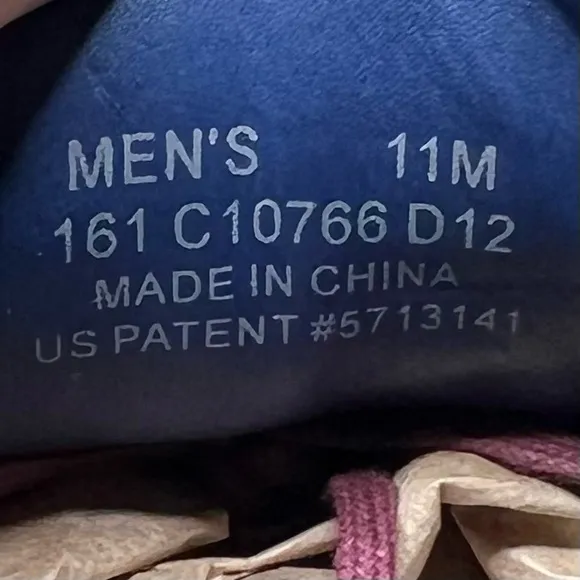 MEN'S 11M
161 C10766 D12
MADE IN CHINA
US PATENT #5713141